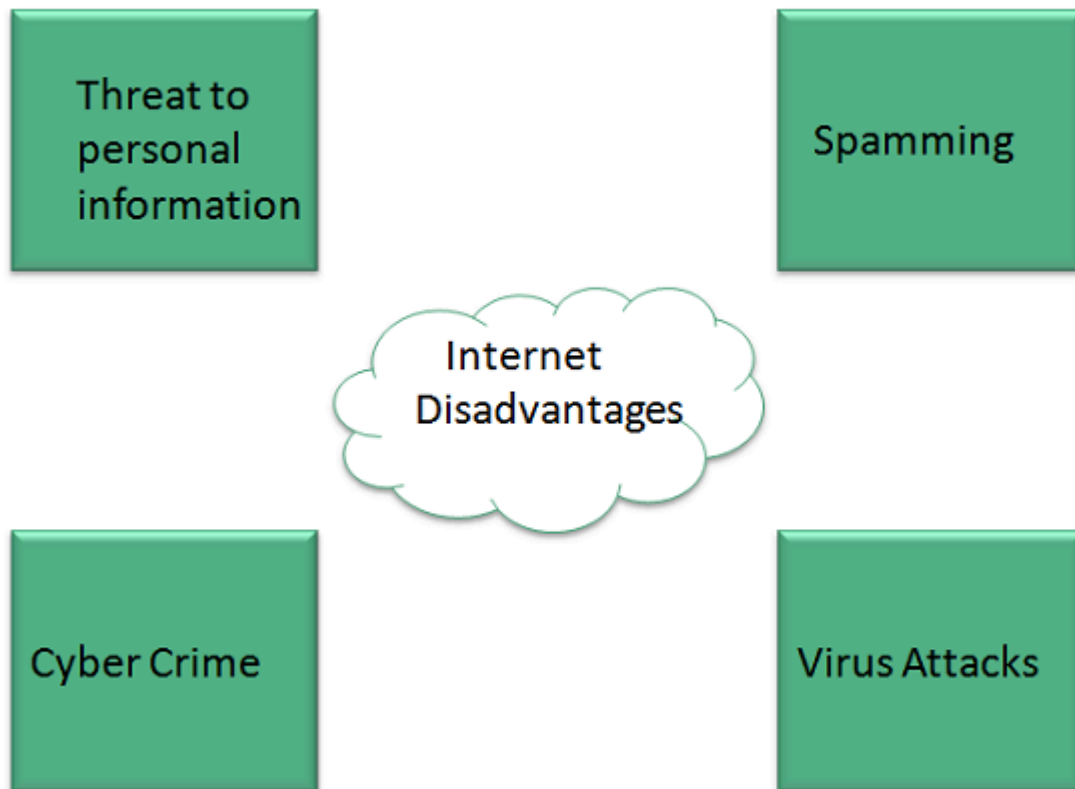 Threat to
personal
information
Spamming
Internet
Disadvantages
Cyber Crime
Virus Attacks